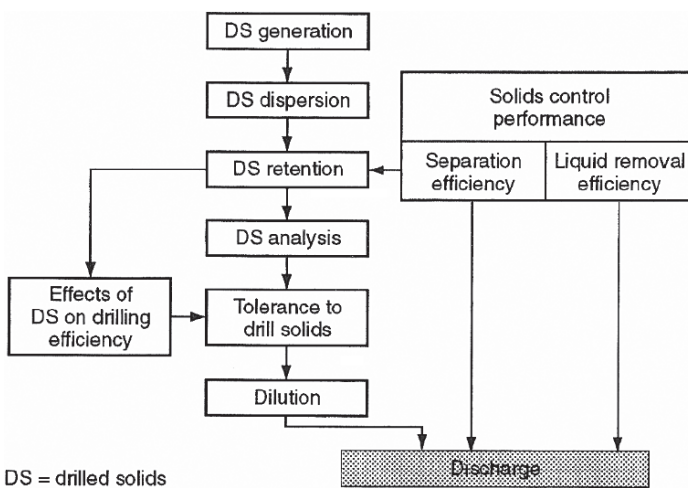 DS generation
DS dispersion
Solids control
performance
DS retention
Separation
efficiency
Liquid removal
efficiency
DS analysis
Effects of
DS on drilling
efficiency
Tolerance to
drill solids
Dilution
Discharge
DS = drilled solids